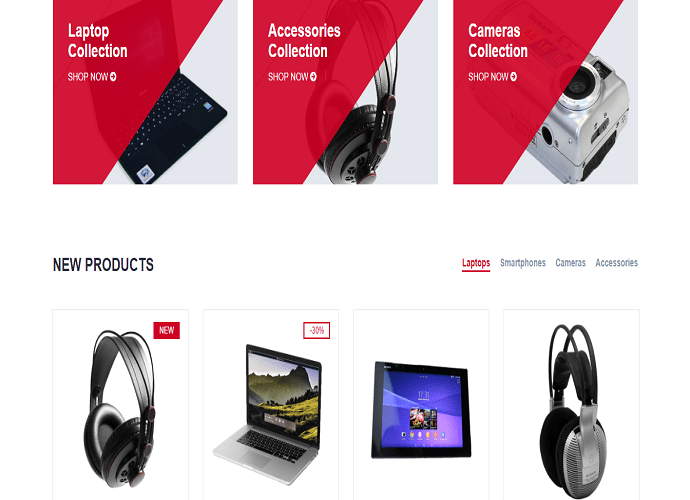 Laptop
Collection
SHOP NOW
Accessories
Collection
SHOP NOW
Cameras
Collection
SHOP NOW
NEW PRODUCTS
Laptops Smartphones Cameras Accessories
NEW
-30%